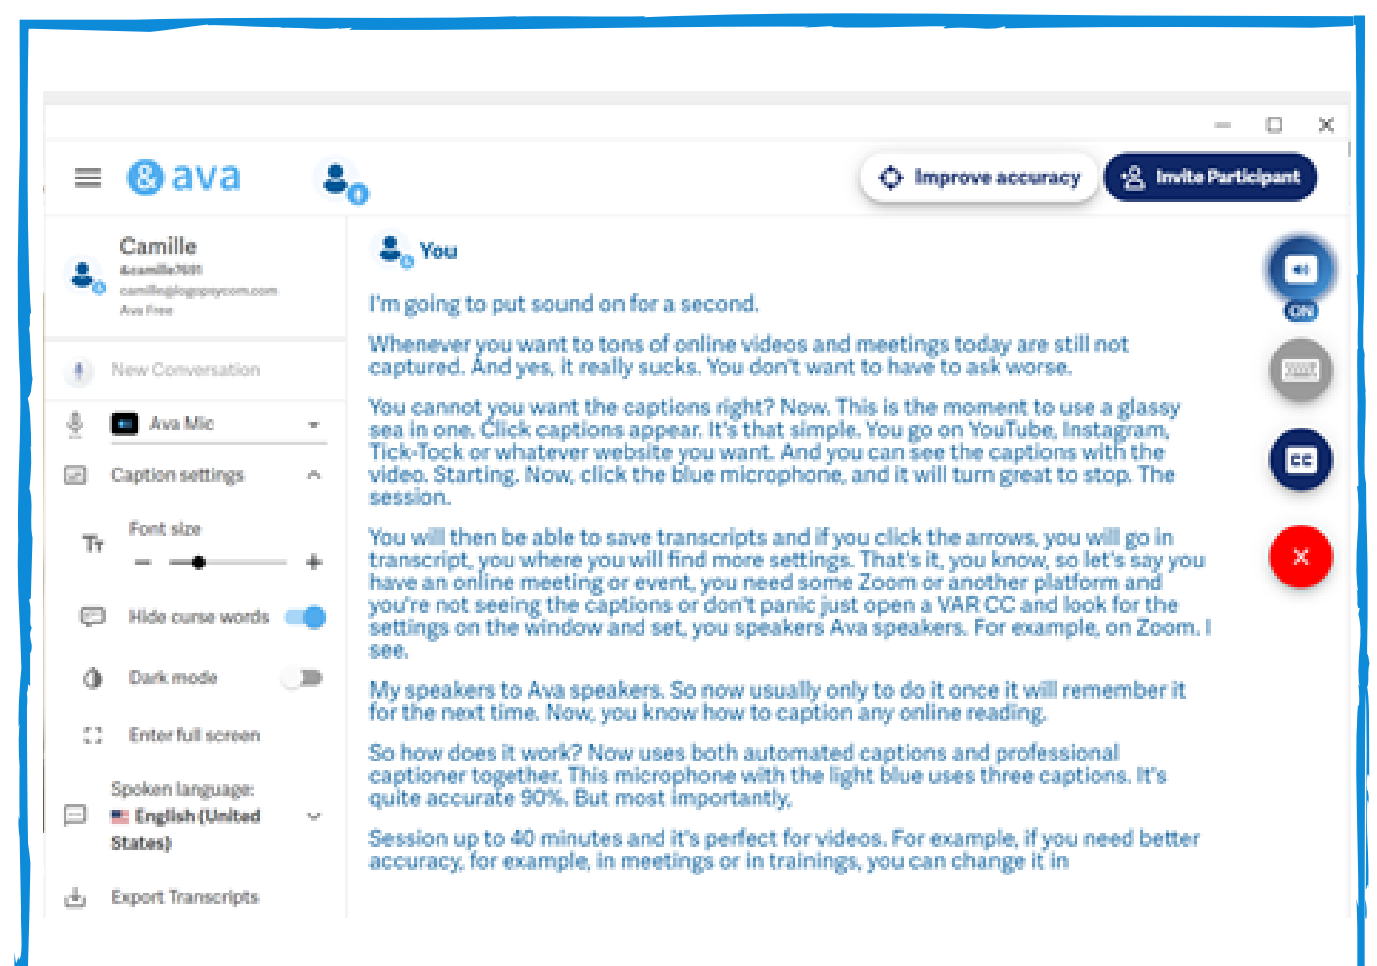 & ava
Improve accuracy
Invite Participant
Camille
&camille7691
camille@logopsycom.com
Ava Free
New Conversation
Ava Mic
Caption settings
Font size
Hide curse words
Dark mode
Enter full screen
Spoken language:
English (United
States)
Export Transcripts
You
I'm going to put sound on for a second.
Whenever you want to tons of online videos and meetings today are still not
captured. And yes, it really sucks. You don't want to have to ask worse.
You cannot you want the captions right? Now. This is the moment to use a glassy
sea in one. Click captions appear. It's that simple. You go on YouTube, Instagram,
Tick-Tock or whatever website you want. And you can see the captions with the
video. Starting. Now, click the blue microphone, and it will turn great to stop. The
session.
You will then be able to save transcripts and if you click the arrows, you will go in
transcript, you where you will find more settings. That's it, you know, so let's say you
have an online meeting or event, you need some Zoom or another platform and
you're not seeing the captions or don't panic just open a VAR CC and look for the
settings on the window and set, you speakers Ava speakers. For example, on Zoom. I
see.
My speakers to Ava speakers. So now usually only to do it once it will remember it
for the next time. Now, you know how to caption any online reading.
So how does it work? Now uses both automated captions and professional
captioner together. This microphone with the light blue uses three captions. It's
quite accurate 90%. But most importantly,
Session up to 40 minutes and it's perfect for videos. For example, if you need better
accuracy, for example, in meetings or in trainings, you can change it in
ON
CC